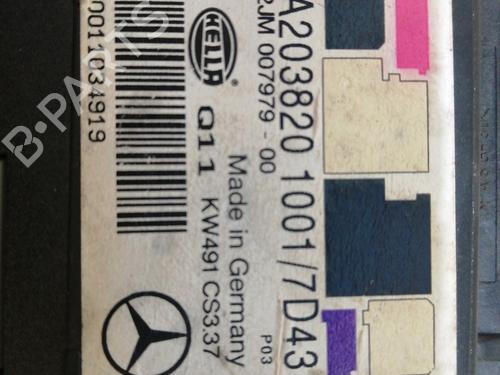 A203820 1001/7D43
2JM 007979 - 00
HELLA
Q11
Made in Germany
KW491 CS3.37
P03
0011034919
B-PARTS